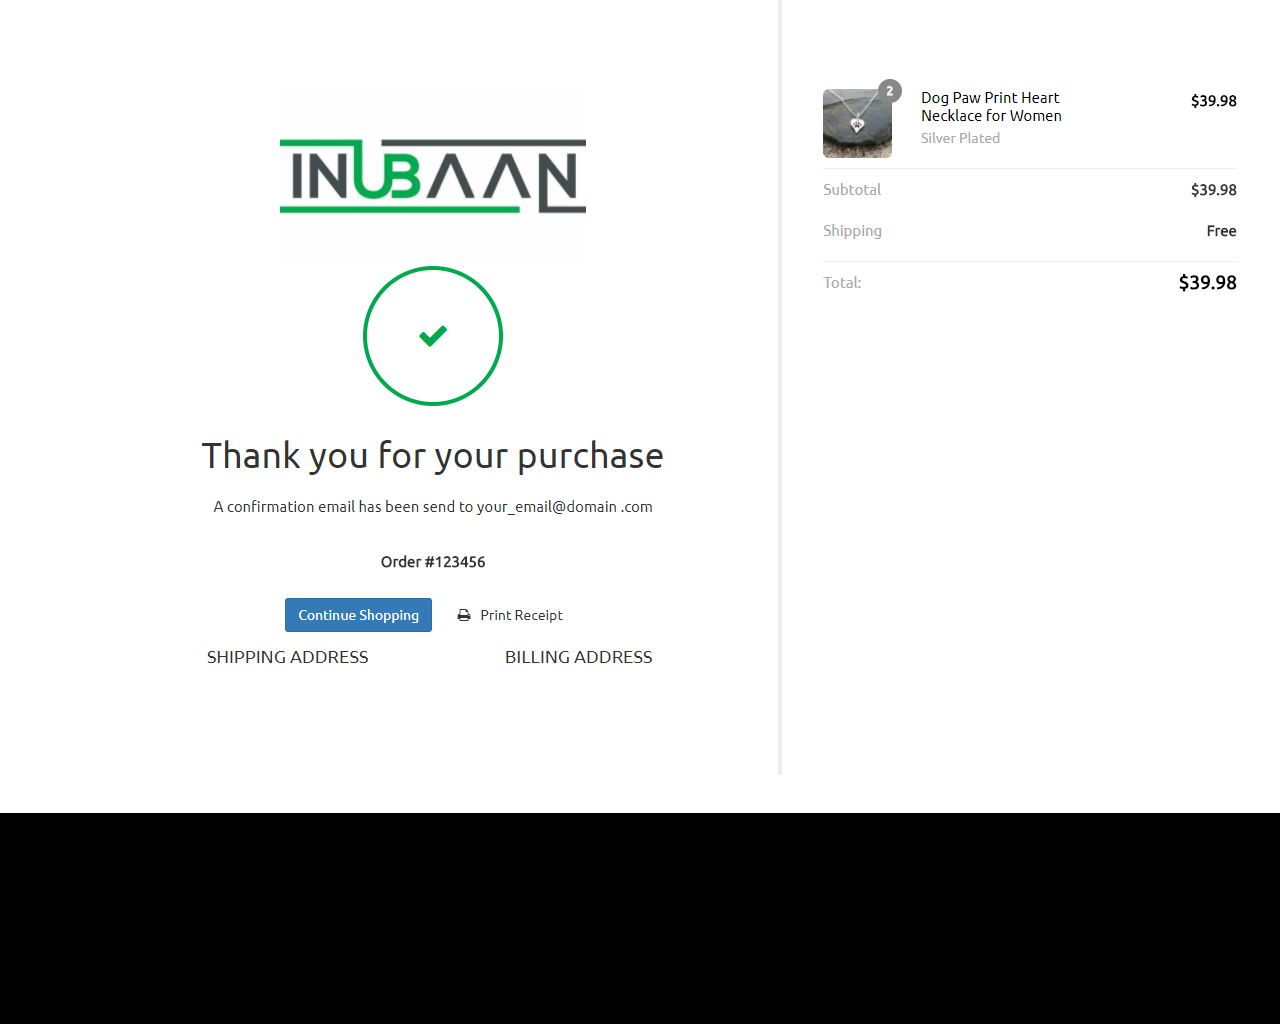 INUBAAN
Thank you for your purchase
A confirmation email has been send to your_email@domain .com
Order #123456
Continue Shopping
Print Receipt
SHIPPING ADDRESS
BILLING ADDRESS
2
Dog Paw Print Heart
Necklace for Women
Silver Plated
$39.98
Subtotal
$39.98
Shipping
Free
Total:
$39.98